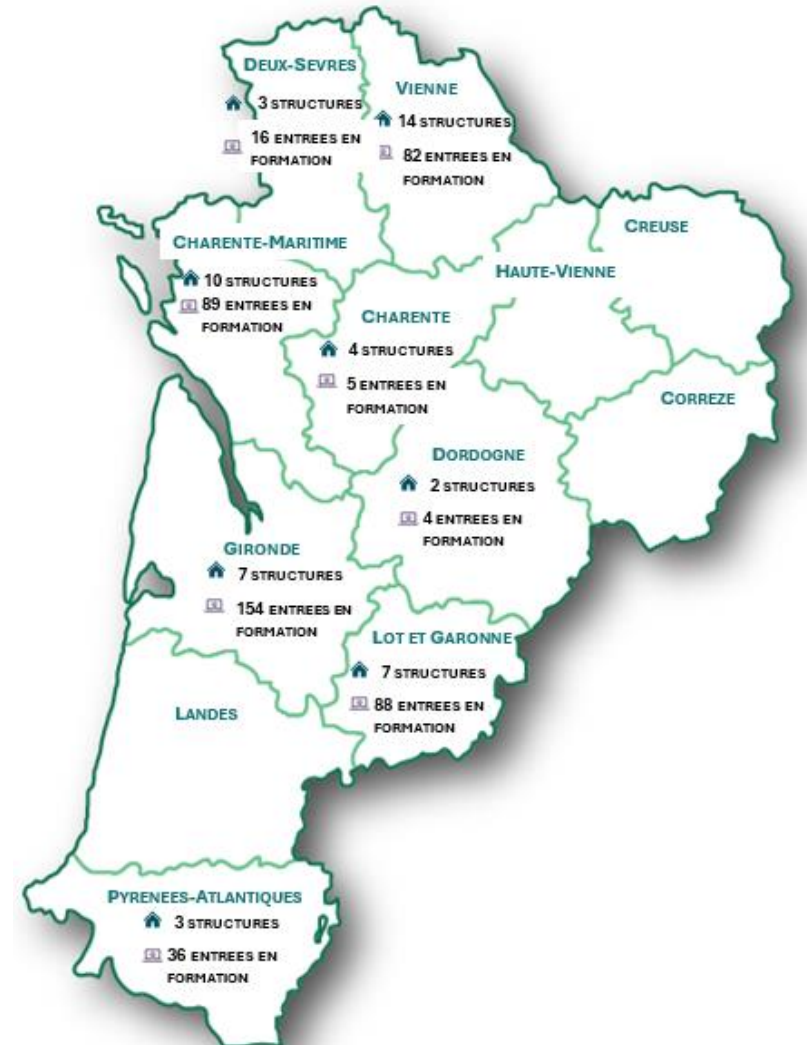 DEUX-SEVRES
3 STRUCTURES
16 ENTREES EN
FORMATION
VIENNE
14 STRUCTURES
82 ENTREES EN
FORMATION
CHARENTE-MARITIME
10 STRUCTURES
89 ENTREES EN
FORMATION
CREUSE
HAUTE-VIENNE
CHARENTE
4 STRUCTURES
5 ENTREES EN
FORMATION
CORREZE
DORDOGNE
2 STRUCTURES
4 ENTREES EN
FORMATION
GIRONDE
7 STRUCTURES
154 ENTREES EN
FORMATION
LOT ET GARONNE
7 STRUCTURES
88 ENTREES EN
FORMATION
LANDES
PYRENEES-ATLANTIQUES
3 STRUCTURES
36 ENTREES EN
FORMATION